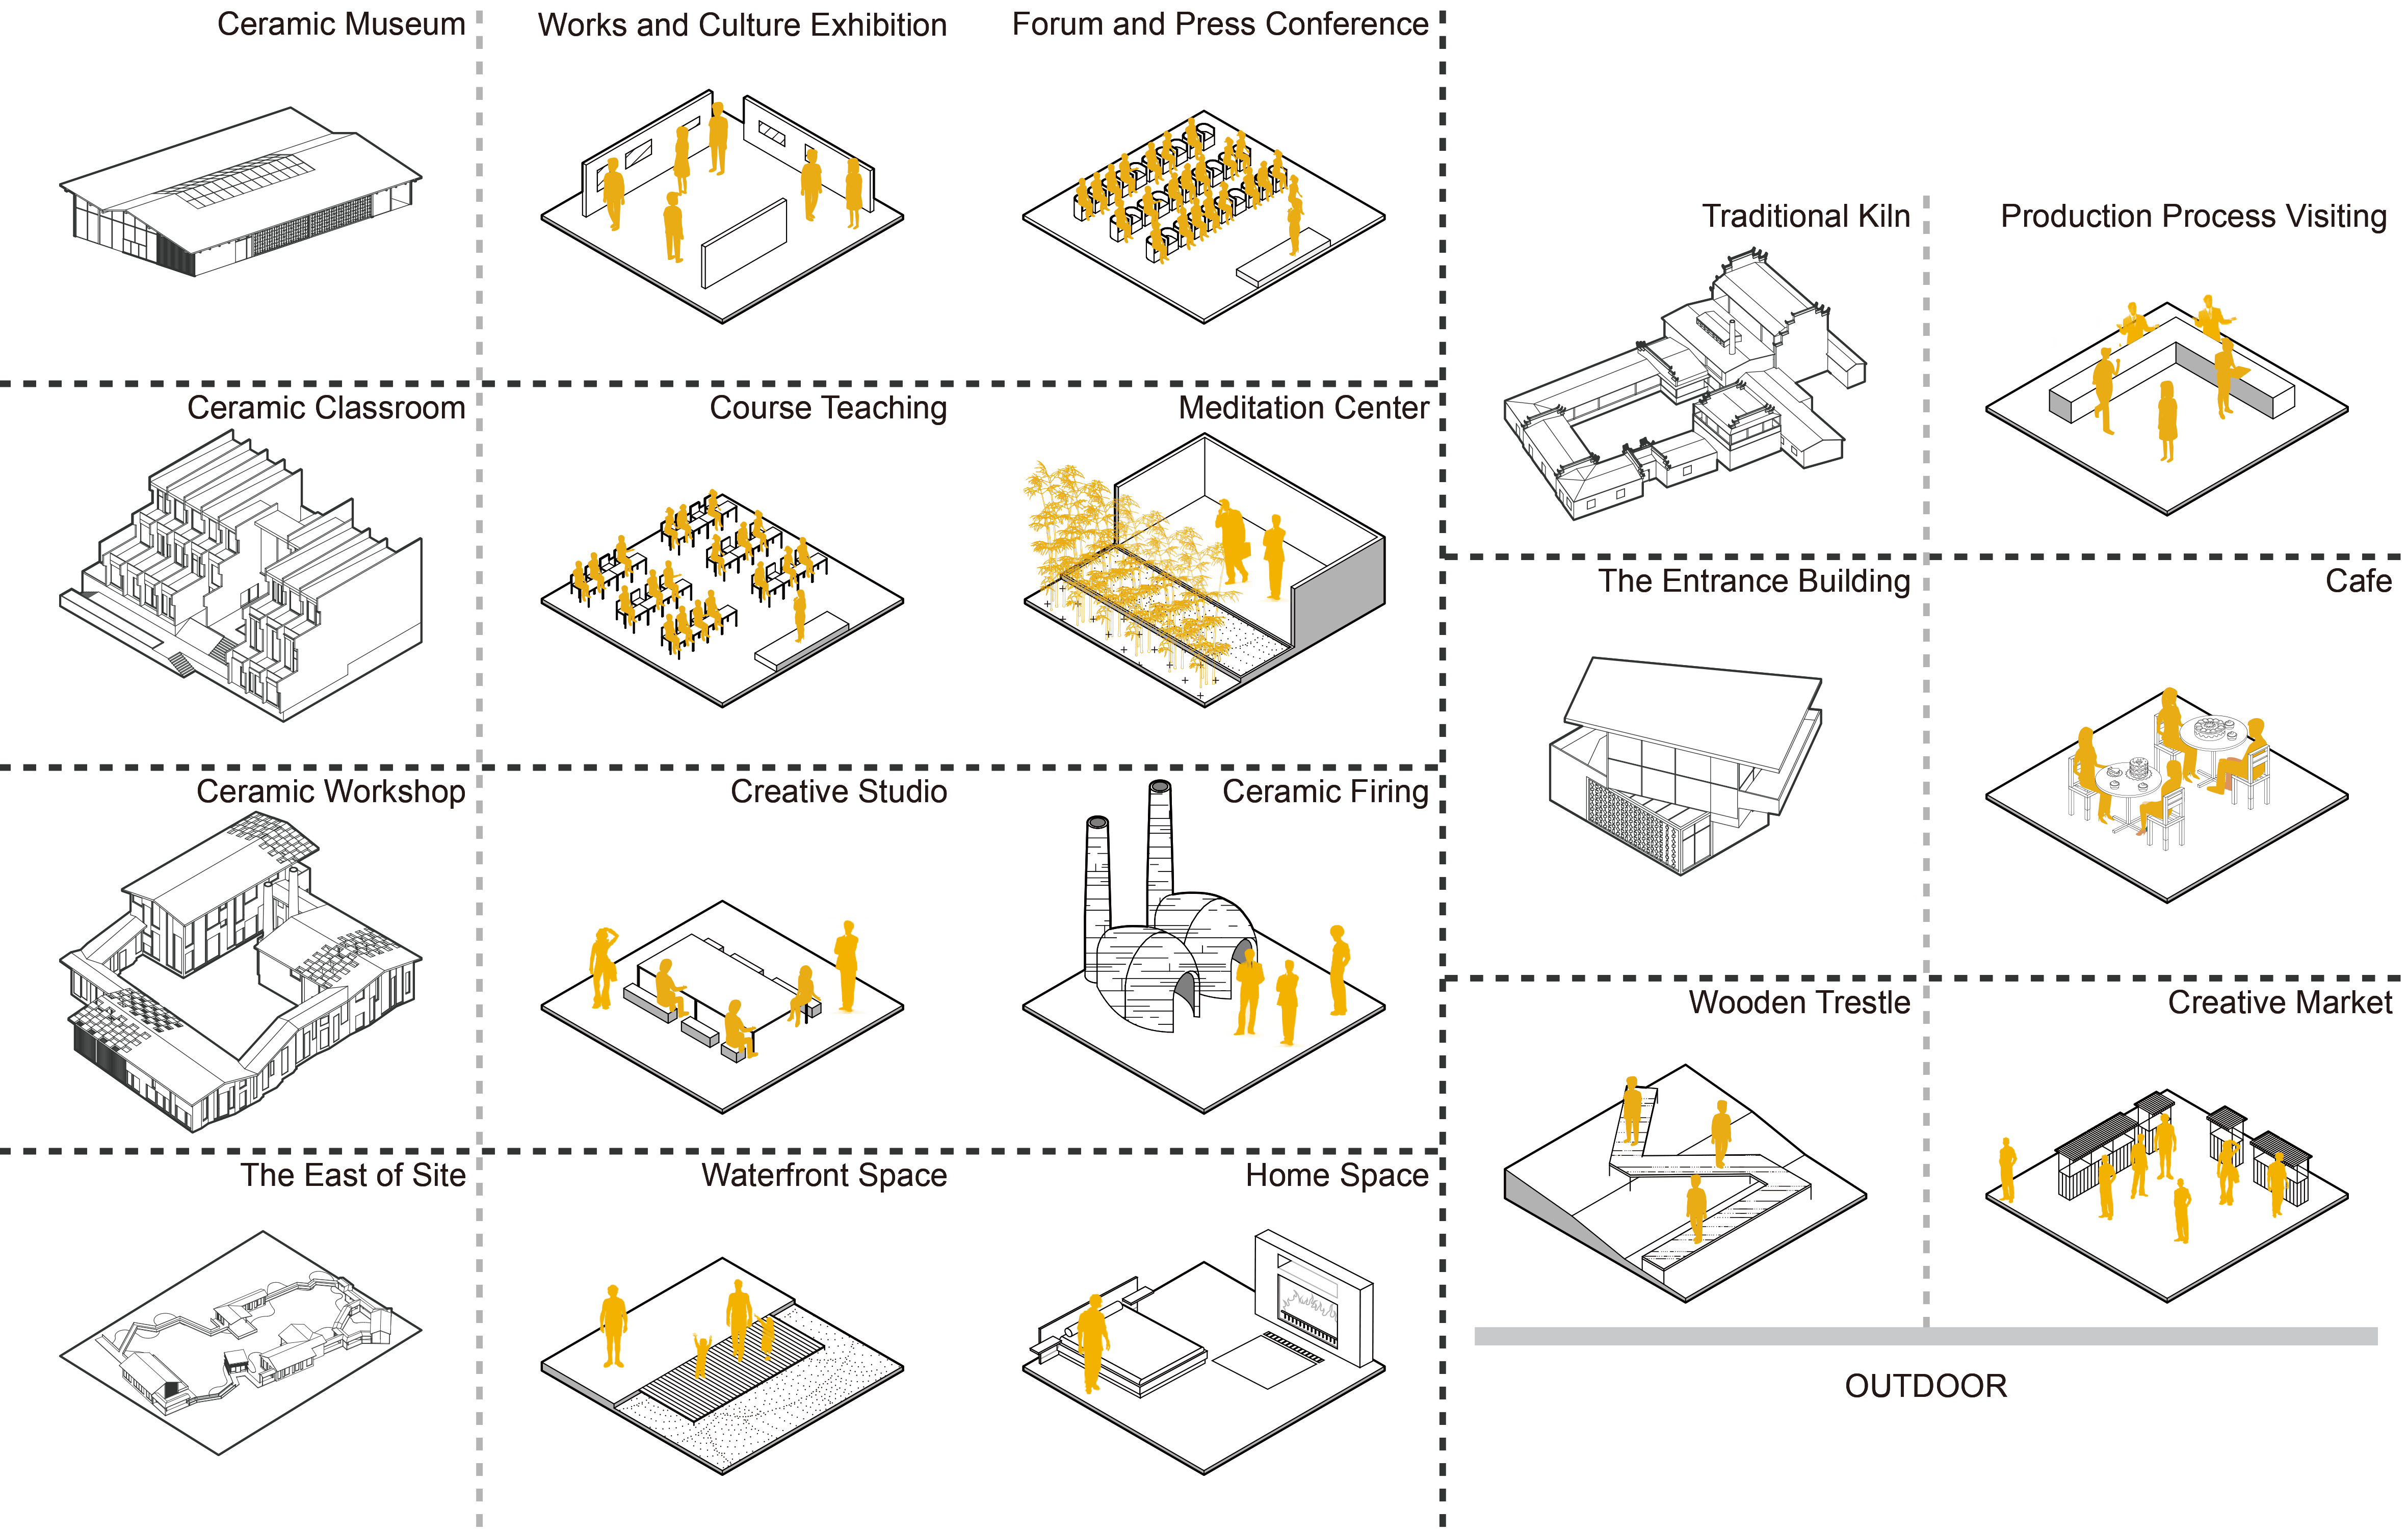 Ceramic Museum
Works and Culture Exhibition
Forum and Press Conference
Ceramic Classroom
Course Teaching
Meditation Center
Ceramic Workshop
Creative Studio
Ceramic Firing
The East of Site
Waterfront Space
Home Space
Traditional Kiln
Production Process Visiting
The Entrance Building
Cafe
Wooden Trestle
Creative Market
OUTDOOR